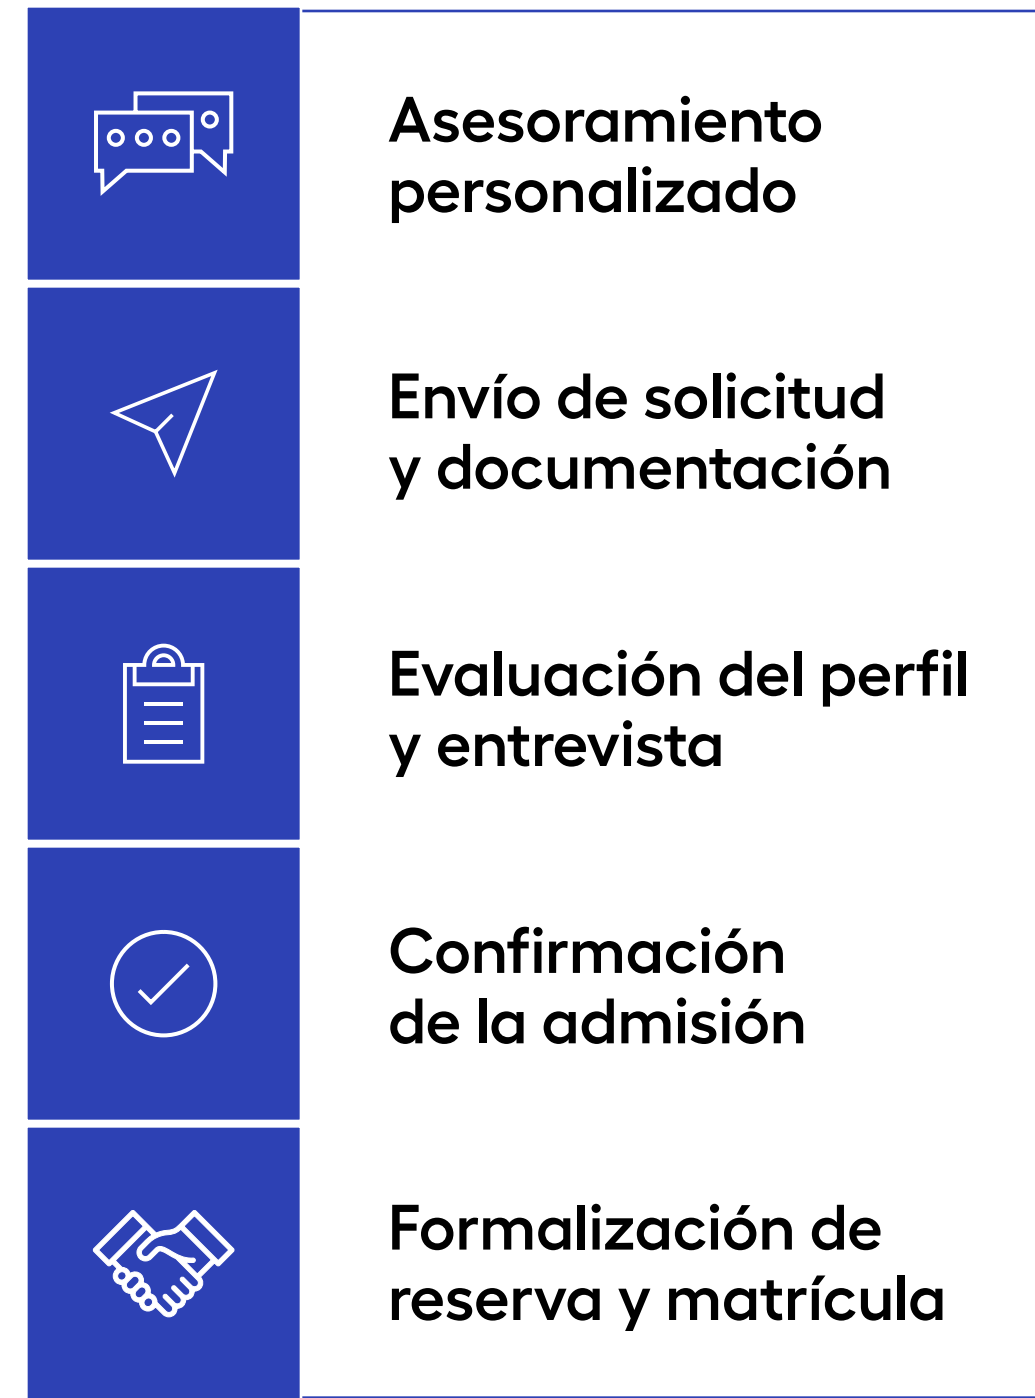 Asesoramiento
personalizado
Envío de solicitud
y documentación
Evaluación del perfil
y entrevista
Confirmación
de la admisión
Formalización de
reserva y matrícula